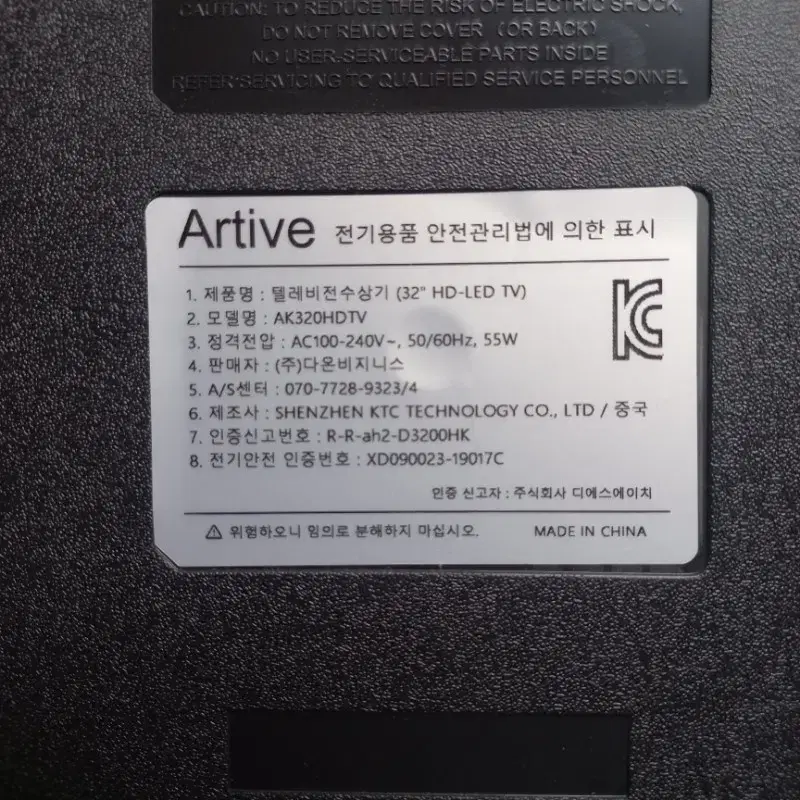 CAUTION: TO REDUCE THE RISK OF ELECTRIC SHOCK,
DO NOT REMOVE COVER (OR BACK)
NO USER-SERVICEABLE PARTS INSIDE
REFER SERVICING TO QUALIFIED SERVICE PERSONNEL
Artive 전기용품 안전관리법에 의한 표시
1. 제품명 : 텔레비전수상기 (32" HD-LED TV)
2. 모델명 : AK320HDTV
3. 정격전압 : AC100-240V~, 50/60Hz, 55W
4. 판매자 : (주)다온비지니스
5. A/S센터 : 070-7728-9323/4
6. 제조사 : SHENZHEN KTC TECHNOLOGY CO., LTD / 중국
7. 인증신고번호 : R-R-ah2-D3200HK
8. 전기안전 인증번호 : XD090023-19017C
인증 신고자 : 주식회사 디에스에이치
위험하오니 임의로 분해하지 마십시오. MADE IN CHINA